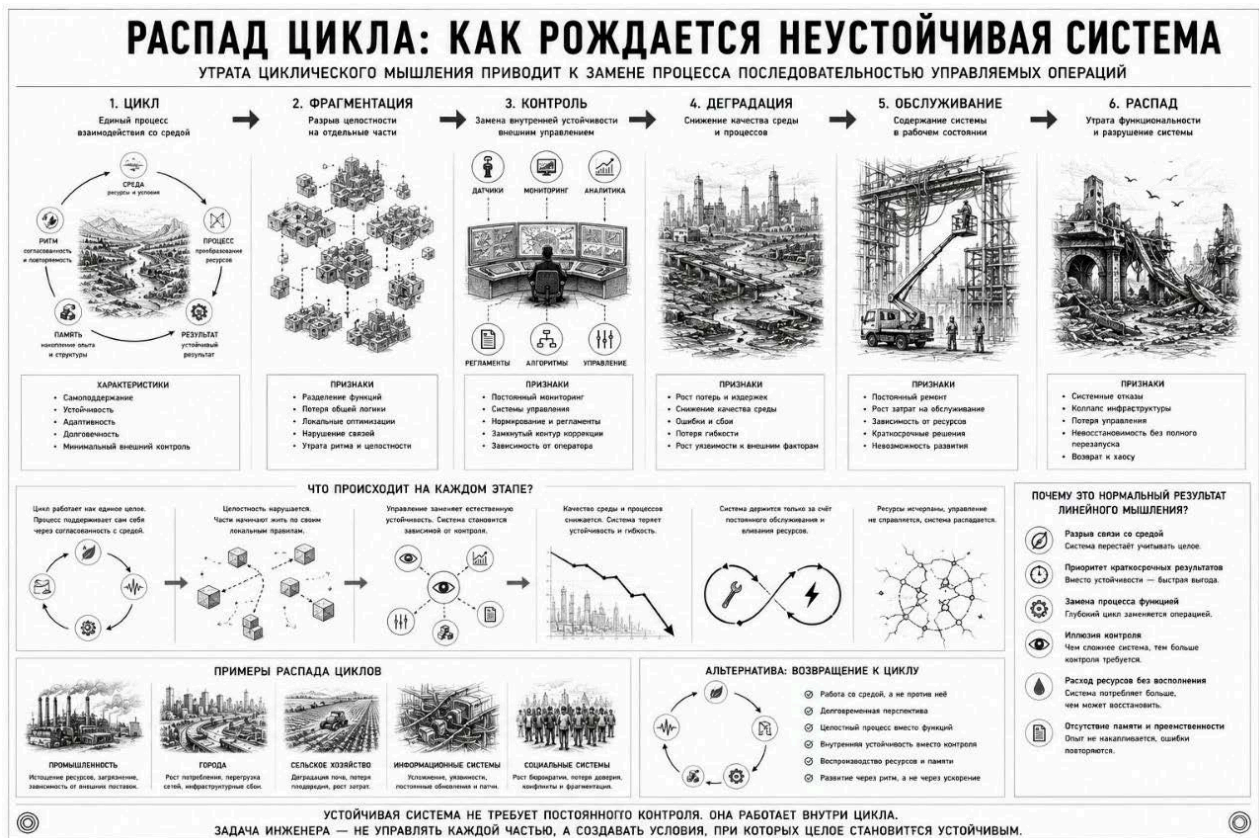 РАСПАД ЦИКЛА: КАК РОЖДАЕТСЯ НЕУСТОЙЧИВАЯ СИСТЕМА
УТРАТА ЦИКЛИЧЕСКОГО МЫШЛЕНИЯ ПРИВОДИТ К ЗАМЕНЕ ПРОЦЕССА ПОСЛЕДОВАТЕЛЬНОСТЬЮ УПРАВЛЯЕМЫХ ОПЕРАЦИЙ
1. ЦИКЛ
Единый процесс
взаимодействия со средой
СРЕДА
ресурсы и условия
ПРОЦЕСС
преобразование
ресурсов
РЕЗУЛЬТАТ
устойчивый
результат
ПАМЯТЬ
накопление опыта
и структуры
РИТМ
согласованность
и повторяемость
ХАРАКТЕРИСТИКИ
• Самоподдержание
• Устойчивость
• Адаптивность
• Долговечность
• Минимальный внешний контроль
2. ФРАГМЕНТАЦИЯ
Разрыв целостности
на отдельные части
ПРИЗНАКИ
• Разделение функций
• Потеря общей логики
• Локальные оптимизации
• Нарушение связей
• Утрата ритма и целостности
3. КОНТРОЛЬ
Замена внутренней устойчивости
внешним управлением
ДАТЧИКИ
МОНИТОРИНГ
АНАЛИТИКА
РЕГЛАМЕНТЫ
АЛГОРИТМЫ
УПРАВЛЕНИЕ
ПРИЗНАКИ
• Постоянный мониторинг
• Системы управления
• Нормирование и регламенты
• Замкнутый контур коррекции
• Зависимость от оператора
4. ДЕГРАДАЦИЯ
Снижение качества среды
и процессов
ПРИЗНАКИ
• Рост потерь и издержек
• Снижение качества среды
• Ошибки и сбои
• Потеря гибкости
• Рост уязвимости к внешним факторам
5. ОБСЛУЖИВАНИЕ
Содержание системы
в рабочем состоянии
ПРИЗНАКИ
• Постоянный ремонт
• Рост затрат на обслуживание
• Зависимость от ресурсов
• Краткосрочные решения
• Невозможность развития
6. РАСПАД
Утрата функциональности
и разрушение системы
ПРИЗНАКИ
• Системные отказы
• Коллапс инфраструктуры
• Потеря управления
• Невосстановимость без полного
перезапуска
• Возврат к хаосу
ЧТО ПРОИСХОДИТ НА КАЖДОМ ЭТАПЕ?
Цикл работает как единое целое.
Процесс поддерживает сам себя
через согласованность с средой.
Целостность нарушается.
Части начинают жить по своим
локальным правилам.
Управление заменяет естественную
устойчивость. Система становится
зависимой от контроля.
Качество среды и процессов
снижается. Система теряет
устойчивость и гибкость.
Система держится только за счёт
постоянного обслуживания и
вливания ресурсов.
Ресурсы исчерпаны, управление
не справляется, система распадается.
ПОЧЕМУ ЭТО НОРМАЛЬНЫЙ РЕЗУЛЬТАТ
ЛИНЕЙНОГО МЫШЛЕНИЯ?
Разрыв связи со средой
Система перестаёт учитывать целое.
Приоритет краткосрочных результатов
Вместо устойчивости — быстрая выгода.
Замена процесса функцией
Глубокий цикл заменяется операцией.
Иллюзия контроля
Чем сложнее система, тем больше
контроля требуется.
Расход ресурсов без восполнения
Система потребляет больше,
чем может восстановить.
Отсутствие памяти и преемственности
Опыт не накапливается, ошибки
повторяются.
ПРИМЕРЫ РАСПАДА ЦИКЛОВ
ПРОМЫШЛЕННОСТЬ
Истощение ресурсов, загрязнение,
зависимость от внешних поставок.
ГОРОДА
Рост потребления, перегрузка
сетей, инфраструктурные сбои.
СЕЛЬСКОЕ ХОЗЯЙСТВО
Деградация почв, потеря
плодородия, рост затрат.
ИНФОРМАЦИОННЫЕ СИСТЕМЫ
Усложнение, уязвимости,
постоянные обновления и патчи.
СОЦИАЛЬНЫЕ СИСТЕМЫ
Рост бюрократии, потеря доверия,
конфликты и фрагментация.
АЛЬТЕРНАТИВА: ВОЗВРАЩЕНИЕ К ЦИКЛУ
Работа со средой, а не против неё
Долговременная перспектива
Целостный процесс вместо функций
Внутренняя устойчивость вместо контроля
Воспроизводство ресурсов и памяти
Развитие через ритм, а не через ускорение
УСТОЙЧИВАЯ СИСТЕМА НЕ ТРЕБУЕТ ПОСТОЯННОГО КОНТРОЛЯ. ОНА РАБОТАЕТ ВНУТРИ ЦИКЛА.
ЗАДАЧА ИНЖЕНЕРА — НЕ УПРАВЛЯТЬ КАЖДОЙ ЧАСТЬЮ, А СОЗДАВАТЬ УСЛОВИЯ, ПРИ КОТОРЫХ ЦЕЛОЕ СТАНОВИТСЯ УСТОЙЧИВЫМ.